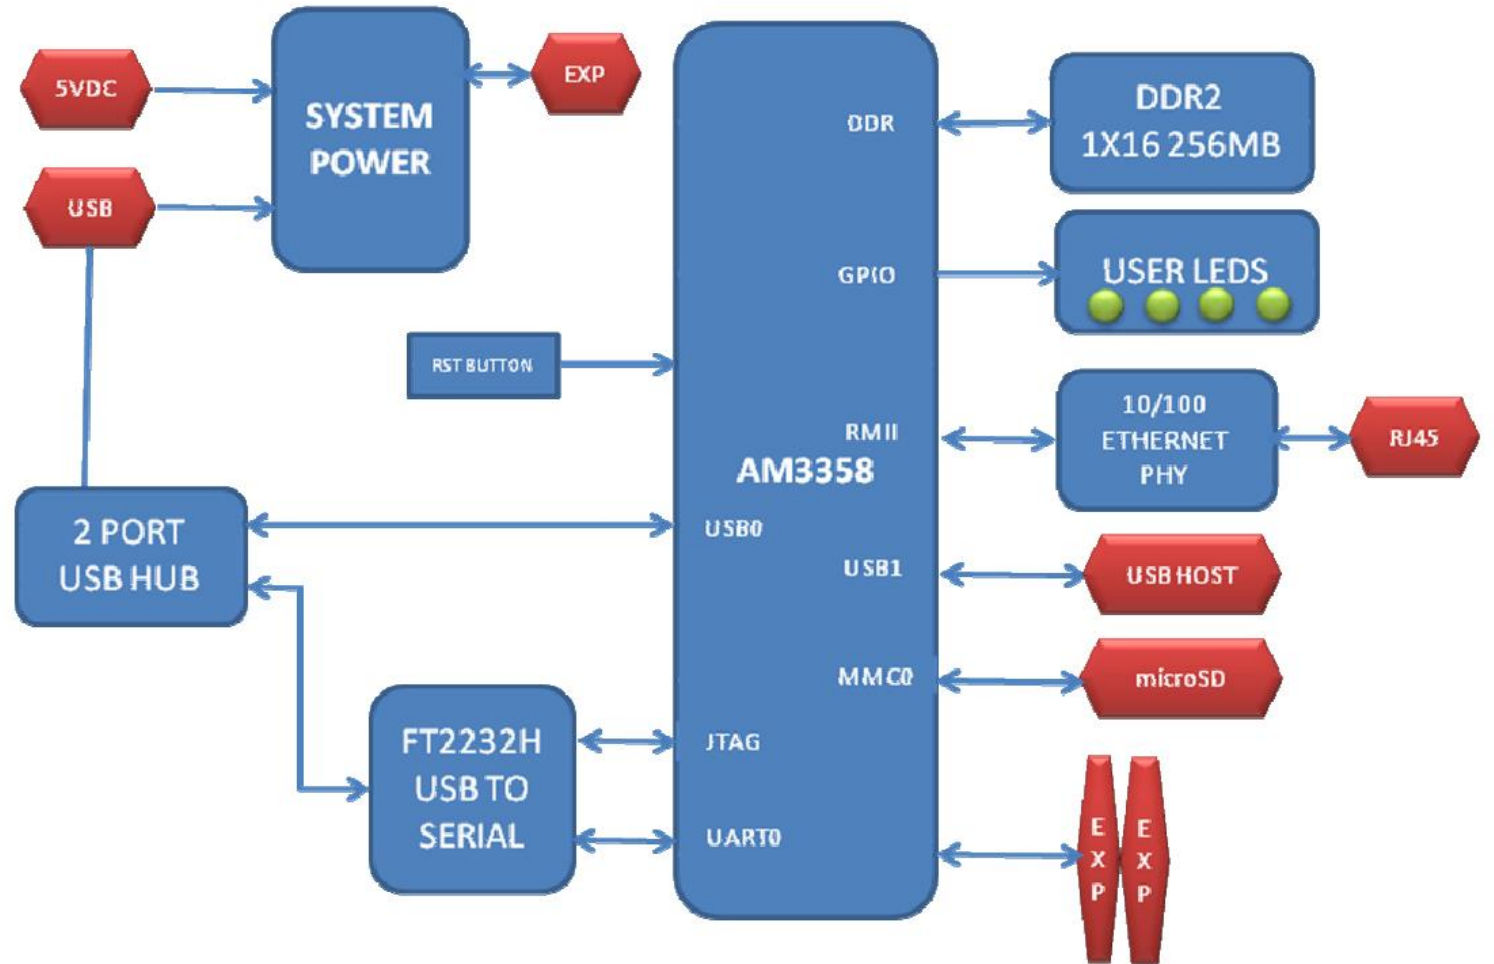 5VDC
USB
SYSTEM
POWER
EXP
RST BUTTON
2 PORT
USB HUB
FT2232H
USB TO
SERIAL
DDR
GPIO
RMII
AM3358
USB0
USB1
MMC0
JTAG
UART0
DDR2
1X16 256MB
USER LEDS
10/100
ETHERNET
PHY
RJ45
USB HOST
microSD
E
X
P
E
X
P